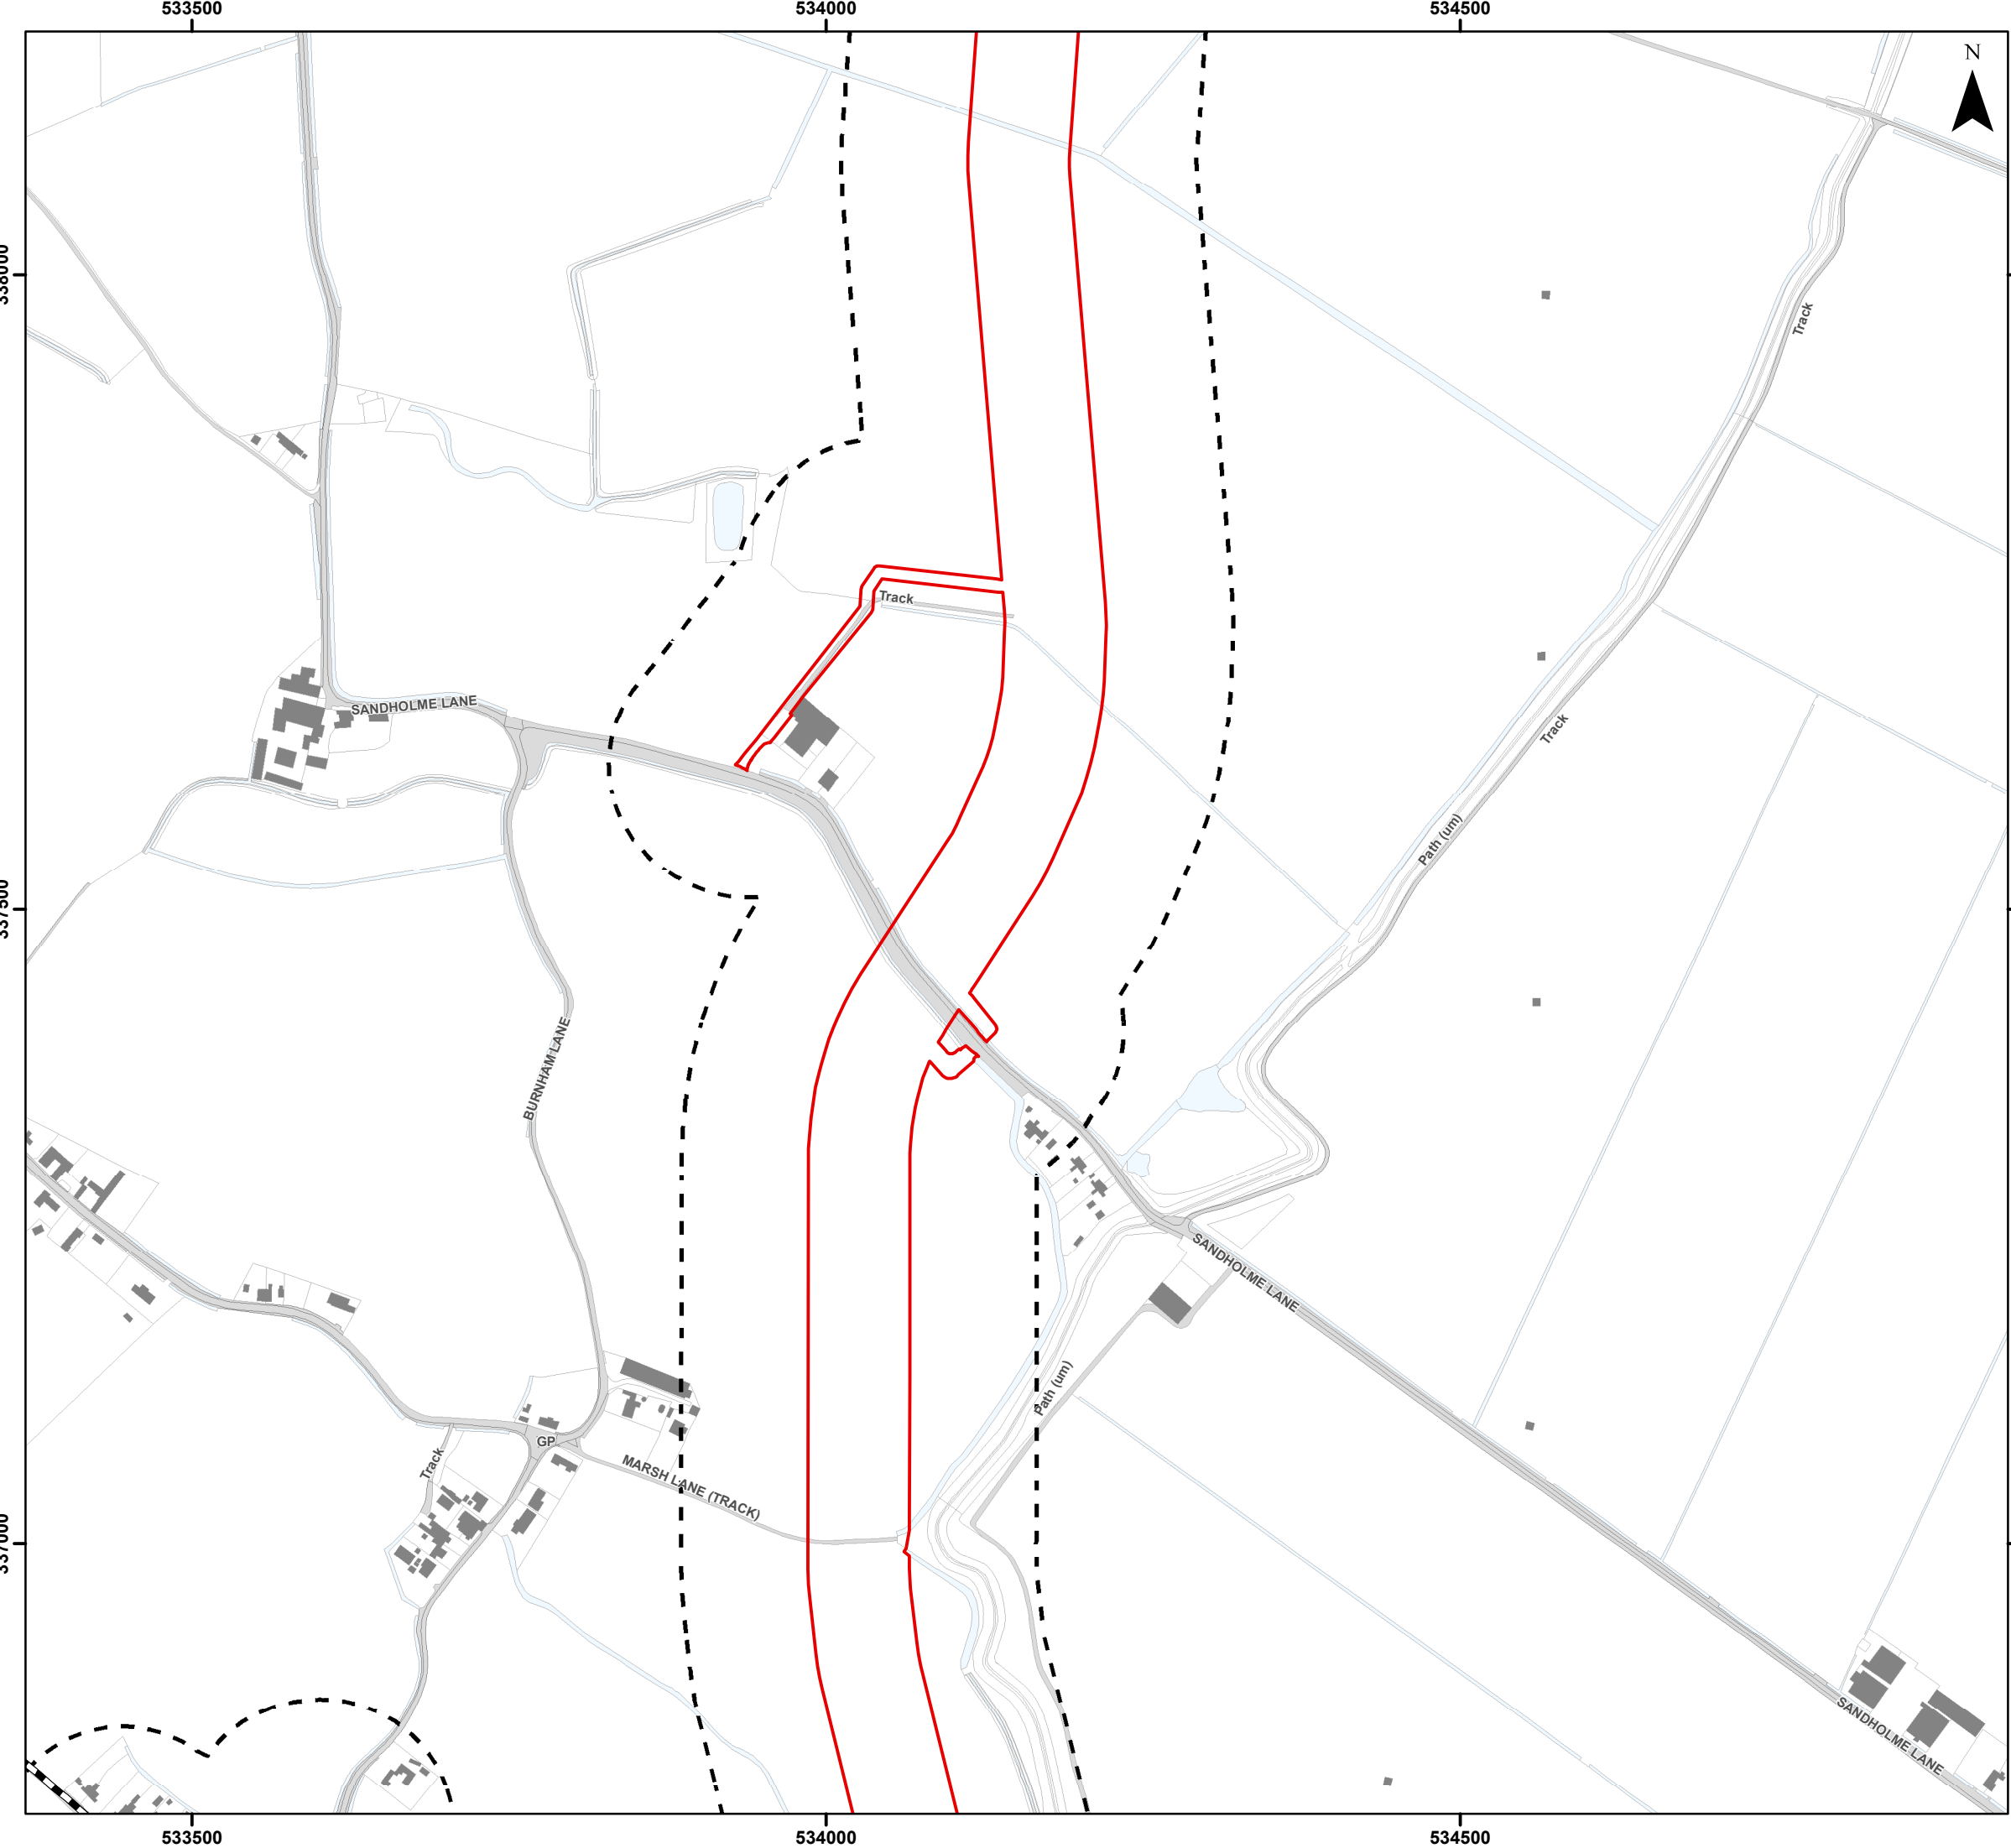 533500
534000
534500
N
338000
Track
Track
SANDHOLME LANE
Track
Path (um)
337500
BURNHAM LANE
SANDHOLME LANE
Path (um)
GP
Track
MARSH LANE (TRACK)
337000
SANDHOLME LANE
533500
534000
534500